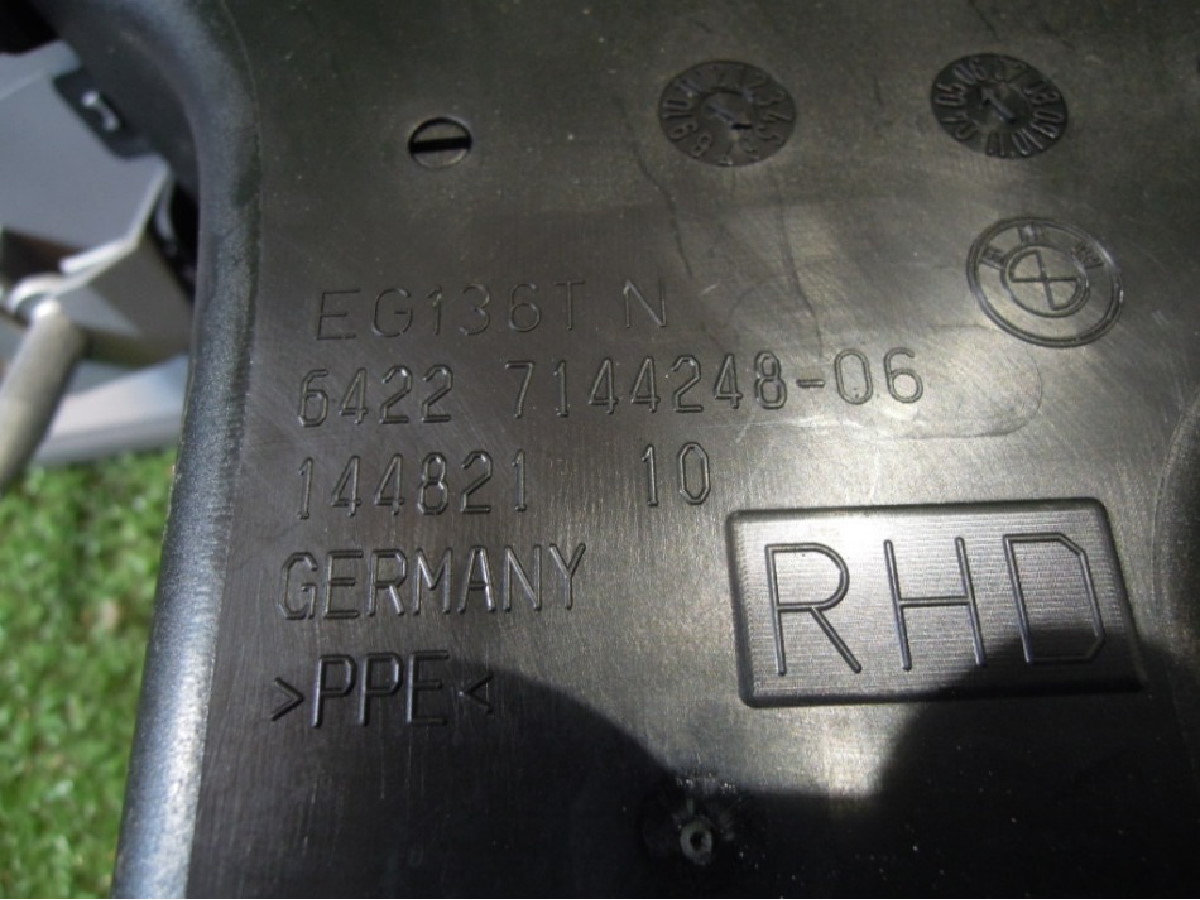 EG136T N
6422 7144248-06
144821 10
GERMANY
>PPE<
RHD